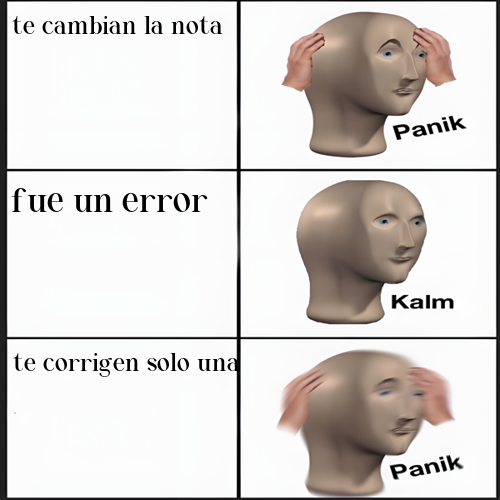 te cambian la nota
Panik
fue un error
Kalm
te corrigen solo una
Panik